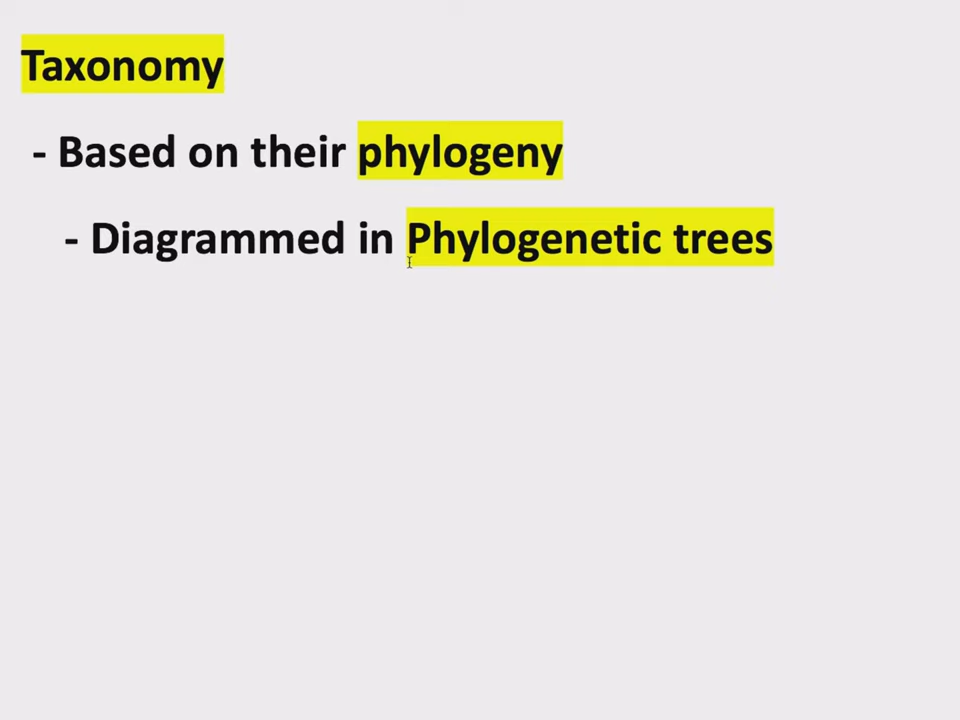 Taxonomy
- Based on their phylogeny
- Diagrammed in Phylogenetic trees